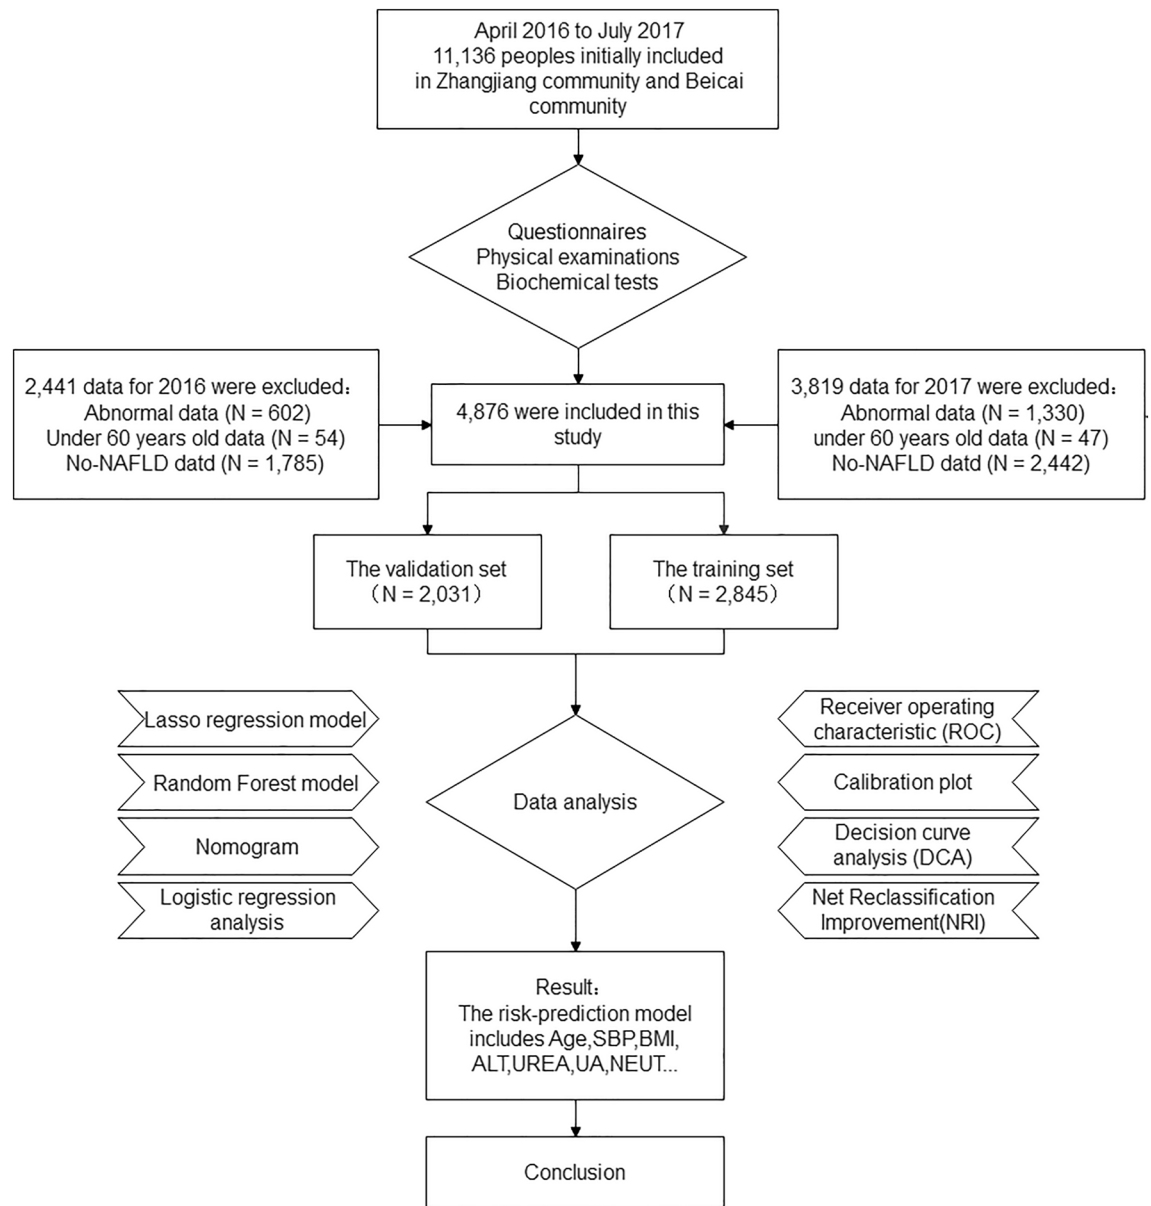 April 2016 to July 2017
11,136 peoples initially included
in Zhangjiang community and Beicai
community
Questionnaires
Physical examinations
Biochemical tests
2,441 data for 2016 were excluded：
Abnormal data (N = 602)
Under 60 years old data (N = 54)
No-NAFLD datd (N = 1,785)
4,876 were included in this
study
3,819 data for 2017 were excluded：
Abnormal data (N = 1,330)
under 60 years old data (N = 47)
No-NAFLD datd (N = 2,442)
The validation set
（N = 2,031）
The training set
（N = 2,845）
Lasso regression model
Random Forest model
Nomogram
Logistic regression
analysis
Data analysis
Receiver operating
characteristic (ROC)
Calibration plot
Decision curve
analysis (DCA)
Net Reclassification
Improvement(NRI)
Result：
The risk-prediction model
includes Age,SBP,BMI,
ALT,UREA,UA,NEUT...
Conclusion